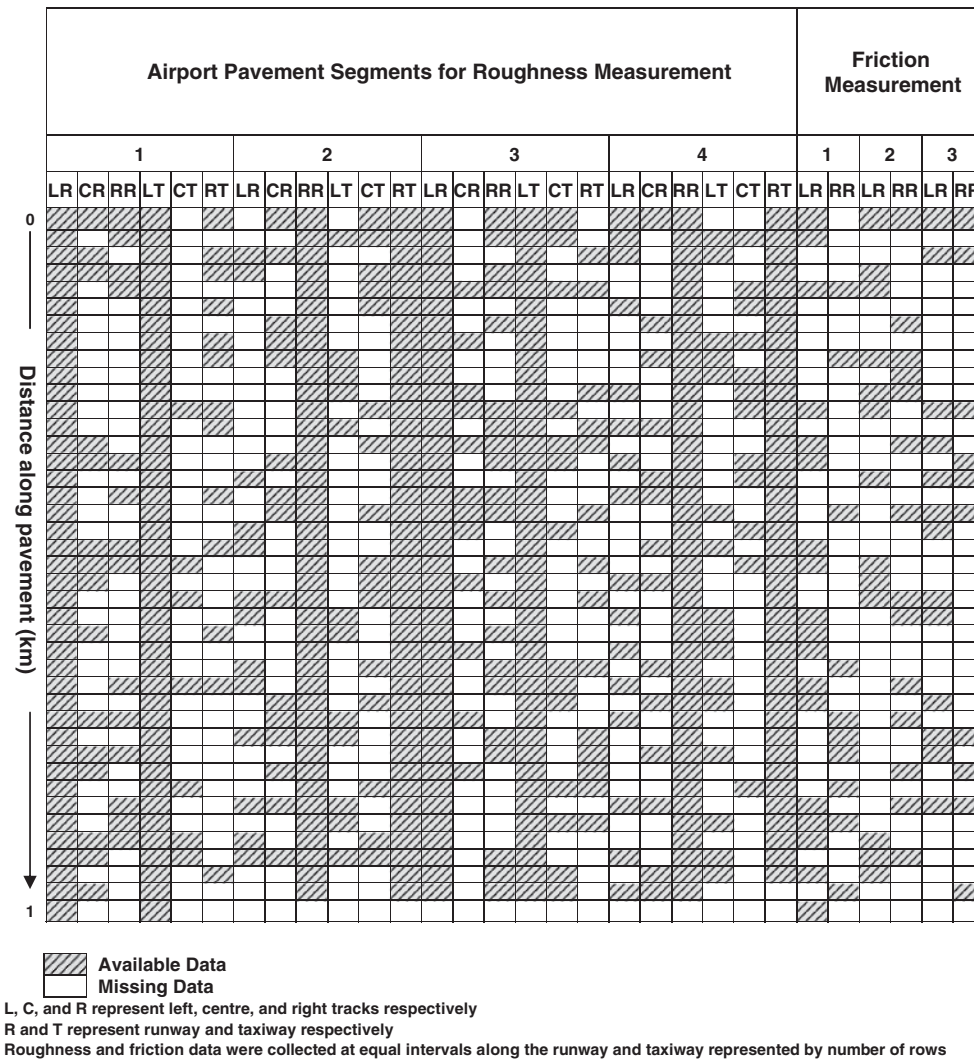 Airport Pavement Segments for Roughness Measurement
Friction
Measurement
1 2 3 4 1 2 3
LR CR RR LT CT RT LR CR RR LT CT RT LR CR RR LT CT RT LR CR RR LT CT RT LR RR LR RR LR RR
0
Distance along pavement (km)
1
Available Data
Missing Data
L, C, and R represent left, centre, and right tracks respectively
R and T represent runway and taxiway respectively
Roughness and friction data were collected at equal intervals along the runway and taxiway represented by number of rows